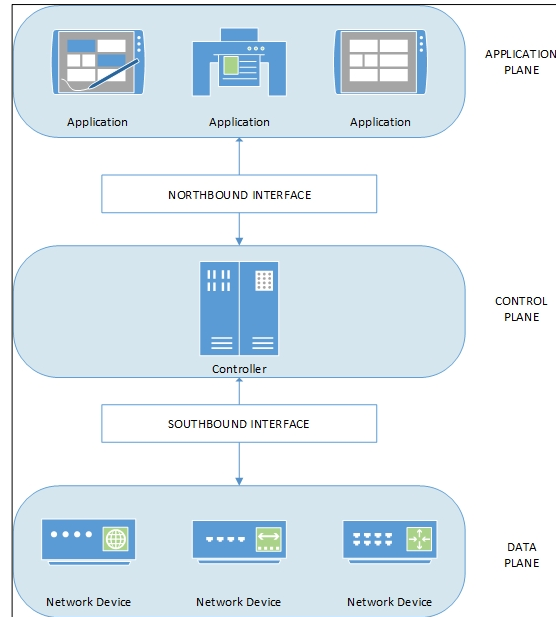 APPLICATION
PLANE
Application
Application
Application
NORTHBOUND INTERFACE
CONTROL
PLANE
Controller
SOUTHBOUND INTERFACE
DATA
PLANE
Network Device
Network Device
Network Device